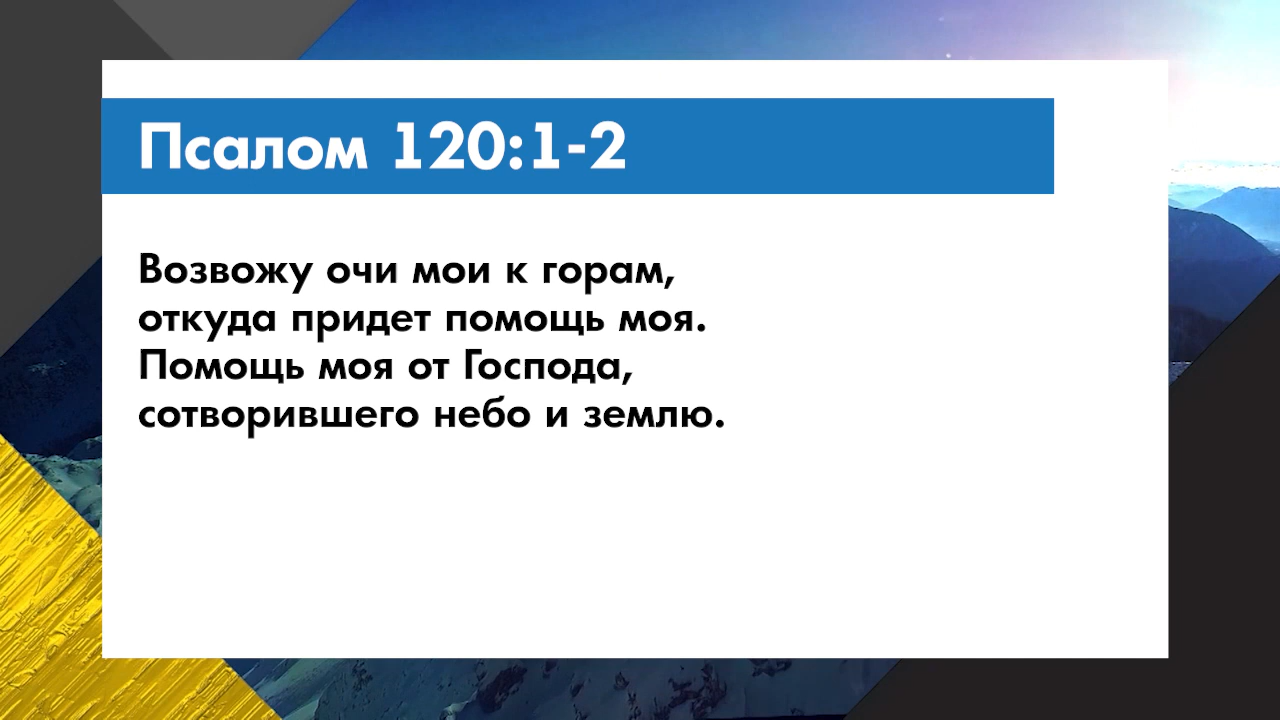 Псалом 120:1-2
Возвожу очи мои к горам,
откуда придет помощь моя.
Помощь моя от Господа,
сотворившего небо и землю.